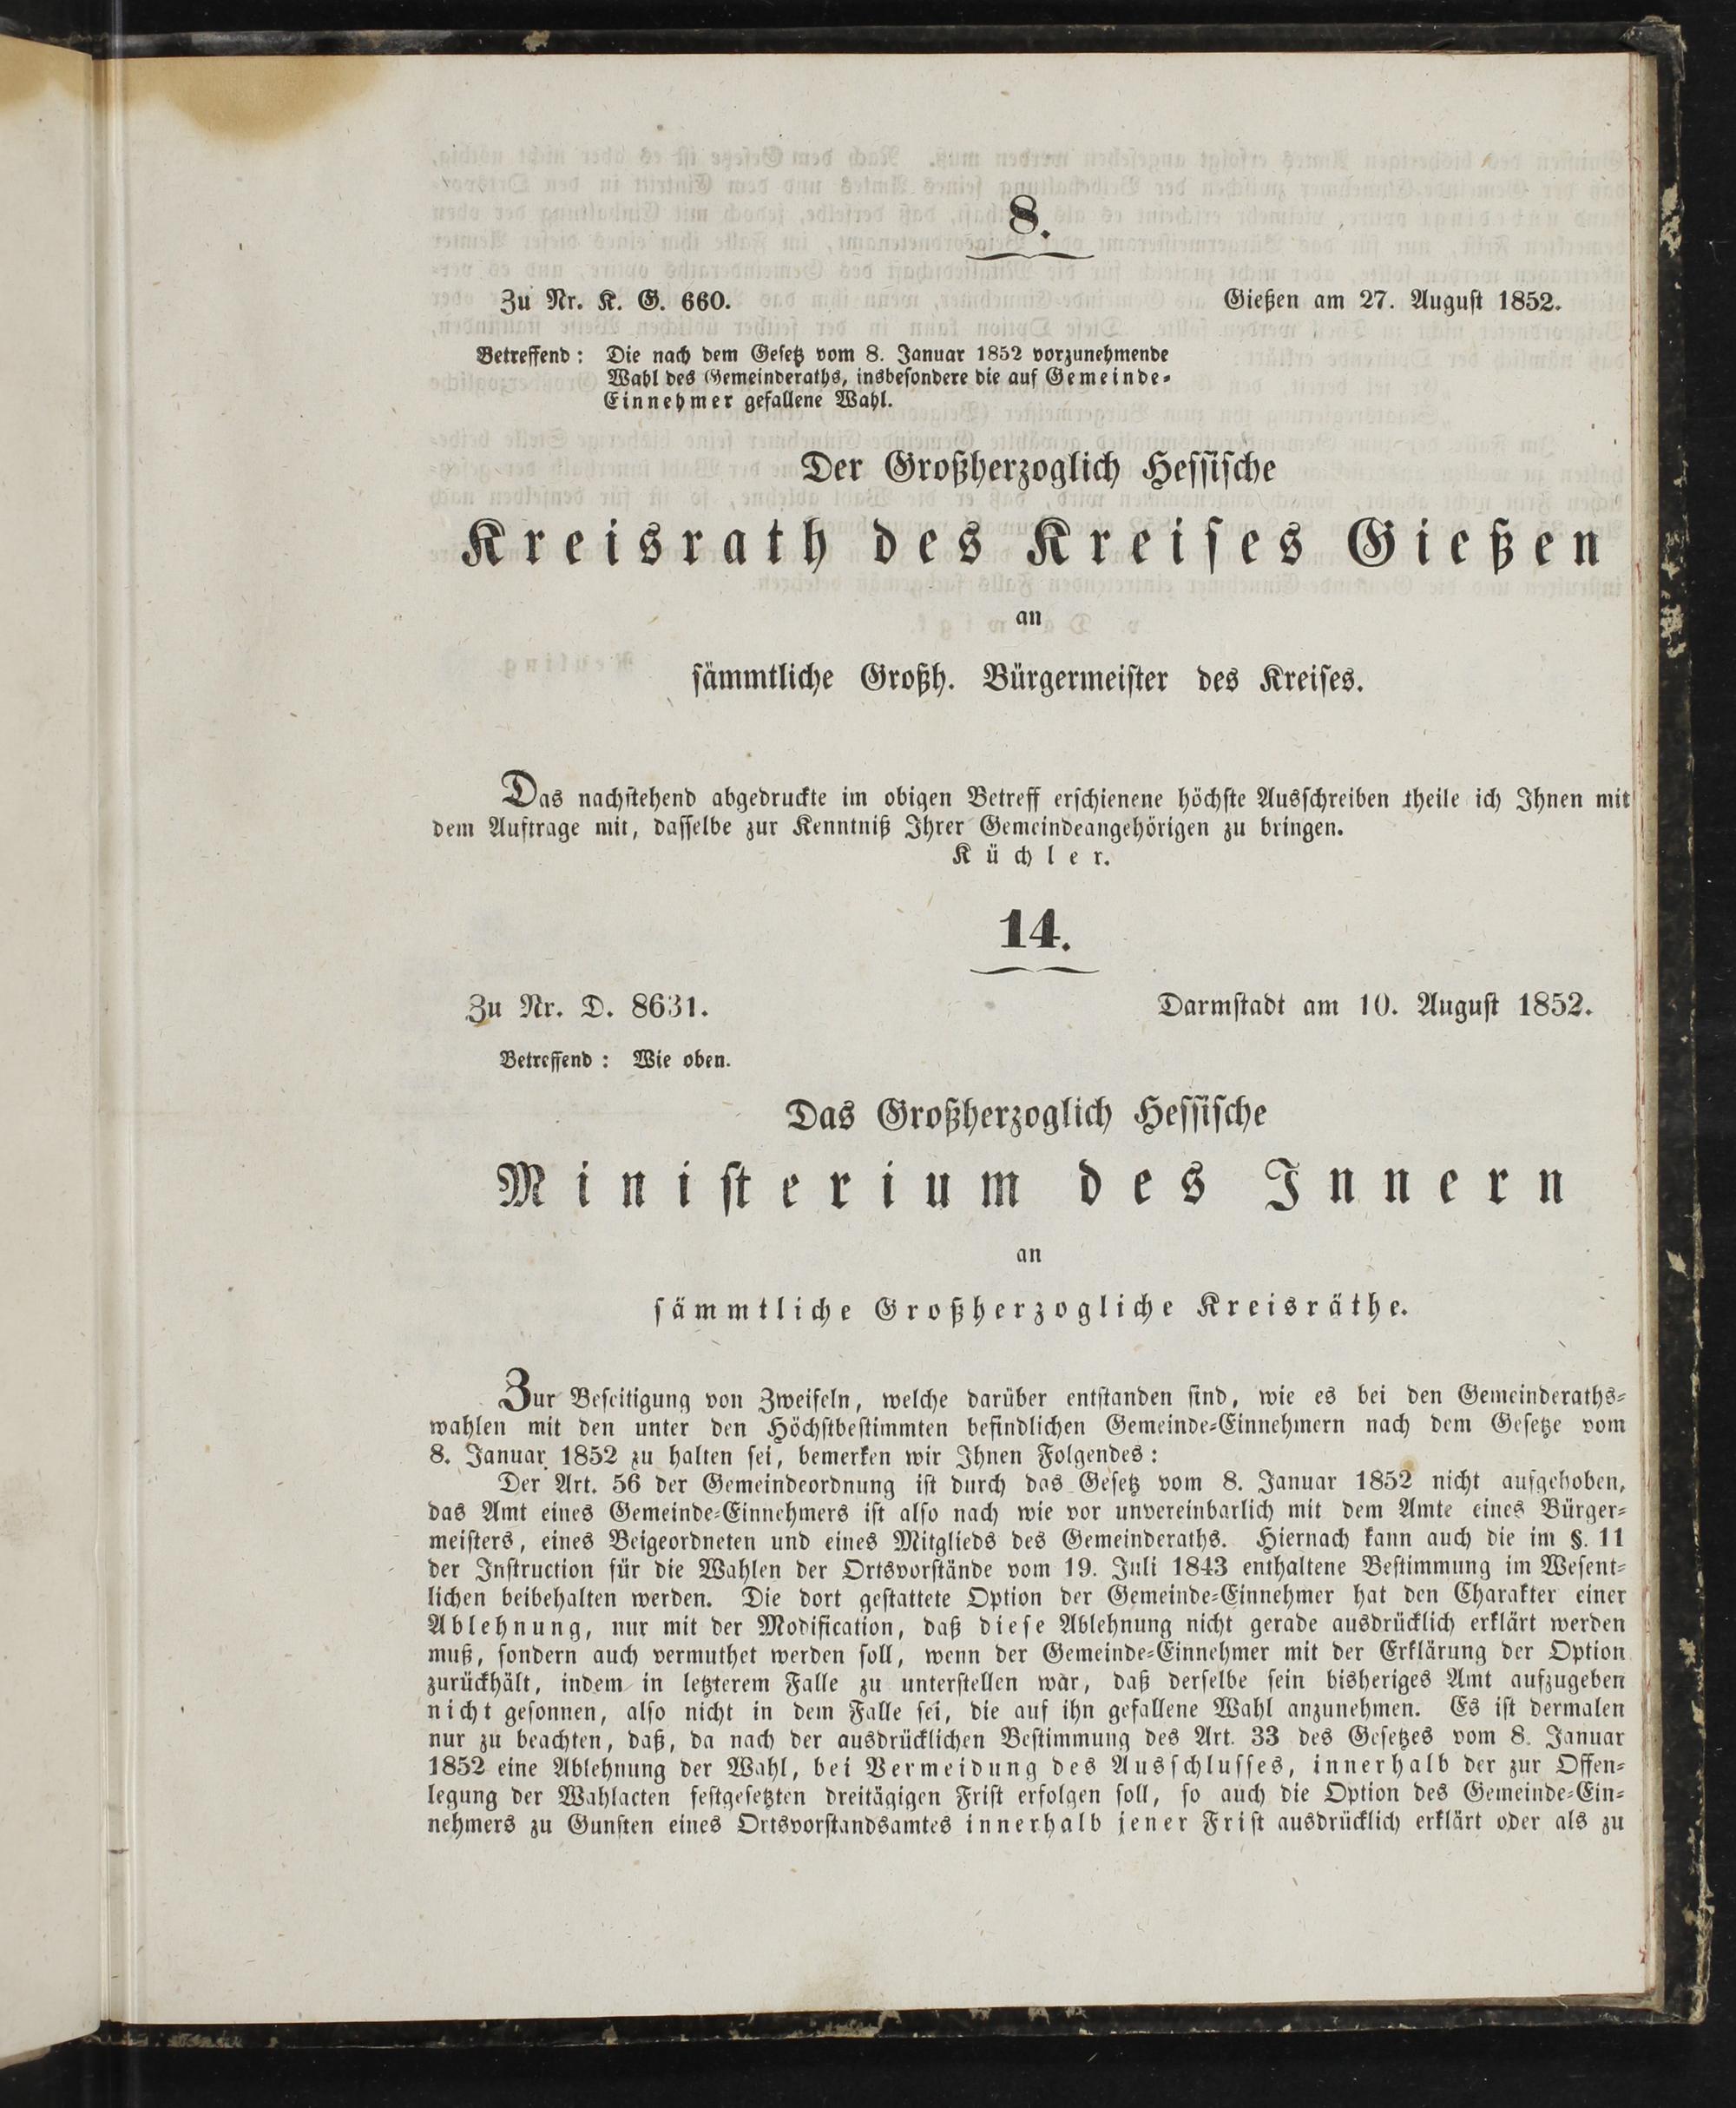 8.
Zu Nr. K. G. 660.
Gießen am 27. August 1852.
Betreffend: Die nach dem Gesetz vom 8. Januar 1852 vorzunehmende
Wahl des Gemeinderaths, insbesondere die auf Gemeinde-
Einnehmer gefallene Wahl.
Der Großherzoglich Hessische
Kreisrath des Kreises Gießen
an
sämmtliche Großh. Bürgermeister des Kreises.
Das nachstehend abgedruckte im obigen Betreff erschienene höchste Ausschreiben theile ich Ihnen mit
dem Auftrage mit, dasselbe zur Kenntniß Ihrer Gemeindeangehörigen zu bringen.
Küchler.
14.
Zu Nr. D. 8631.
Darmstadt am 10. August 1852.
Betreffend: Wie oben.
Das Großherzoglich Hessische
Ministerium des Innern
an
sämmtliche Großherzogliche Kreisräthe.
Zur Beseitigung von Zweifeln, welche darüber entstanden sind, wie es bei den Gemeinderaths-
wahlen mit den unter den Höchstbestimmten befindlichen Gemeinde-Einnehmern nach dem Gesetze vom
8. Januar 1852 zu halten sei, bemerken wir Ihnen Folgendes:
Der Art. 56 der Gemeindeordnung ist durch das Gesetz vom 8. Januar 1852 nicht aufgehoben,
das Amt eines Gemeinde-Einnehmers ist also nach wie vor unvereinbarlich mit dem Amte eines Bürger-
meisters, eines Beigeordneten und eines Mitglieds des Gemeinderaths. Hiernach kann auch die im §. 11
der Instruction für die Wahlen der Ortsvorstände vom 19. Juli 1843 enthaltene Bestimmung im Wesent-
lichen beibehalten werden. Die dort gestattete Option der Gemeinde-Einnehmer hat den Charakter einer
Ablehnung, nur mit der Modification, daß diese Ablehnung nicht gerade ausdrücklich erklärt werden
muß, sondern auch vermuthet werden soll, wenn der Gemeinde-Einnehmer mit der Erklärung der Option
zurückhält, indem in letzterem Falle zu unterstellen war, daß derselbe sein bisheriges Amt aufzugeben
nicht gesonnen, also nicht in dem Falle sei, die auf ihn gefallene Wahl anzunehmen. Es ist dermalen
nur zu beachten, daß, da nach der ausdrücklichen Bestimmung des Art. 33 des Gesetzes vom 8. Januar
1852 eine Ablehnung der Wahl, bei Vermeidung des Ausschlusses, innerhalb der zur Offen-
legung der Wahlacten festgesetzten dreitägigen Frist erfolgen soll, so auch die Option des Gemeinde-Ein-
nehmers zu Gunsten eines Ortsvorstandsamtes innerhalb jener Frist ausdrücklich erklärt oder als zu